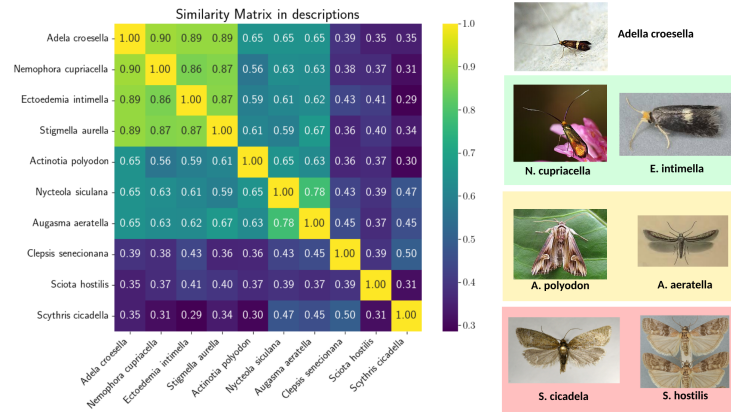 Similarity Matrix in descriptions
Adela croesella 1.00 0.90 0.89 0.89 0.65 0.65 0.65 0.39 0.35 0.35
Nemophora cupriacella 0.90 1.00 0.86 0.87 0.56 0.63 0.63 0.38 0.37 0.31
Ectoedemia intimella 0.89 0.86 1.00 0.87 0.59 0.61 0.62 0.43 0.41 0.29
Stigmella aurella 0.89 0.87 0.87 1.00 0.61 0.59 0.67 0.36 0.40 0.34
Actinotia polyodon 0.65 0.56 0.59 0.61 1.00 0.65 0.63 0.36 0.37 0.30
Nycteola siculana 0.65 0.63 0.61 0.59 0.65 1.00 0.78 0.43 0.39 0.47
Augasma aeratella 0.65 0.63 0.62 0.67 0.63 0.78 1.00 0.45 0.37 0.45
Clepsis senecionana 0.39 0.38 0.43 0.36 0.36 0.43 0.45 1.00 0.39 0.50
Sciota hostilis 0.35 0.37 0.41 0.40 0.37 0.39 0.37 0.39 1.00 0.31
Scythris cicadella 0.35 0.31 0.29 0.34 0.30 0.47 0.45 0.50 0.31 1.00
Adela croesella
Nemophora cupriacella
Ectoedemia intimella
Stigmella aurella
Actinotia polyodon
Nycteola siculana
Augasma aeratella
Clepsis senecionana
Sciota hostilis
Scythris cicadella
1.0
0.9
0.8
0.7
0.6
0.5
0.4
0.3
Adella croesella
N. cupriacella
E. intimella
A. polyodon
A. aeratella
S. cicadela
S. hostilis